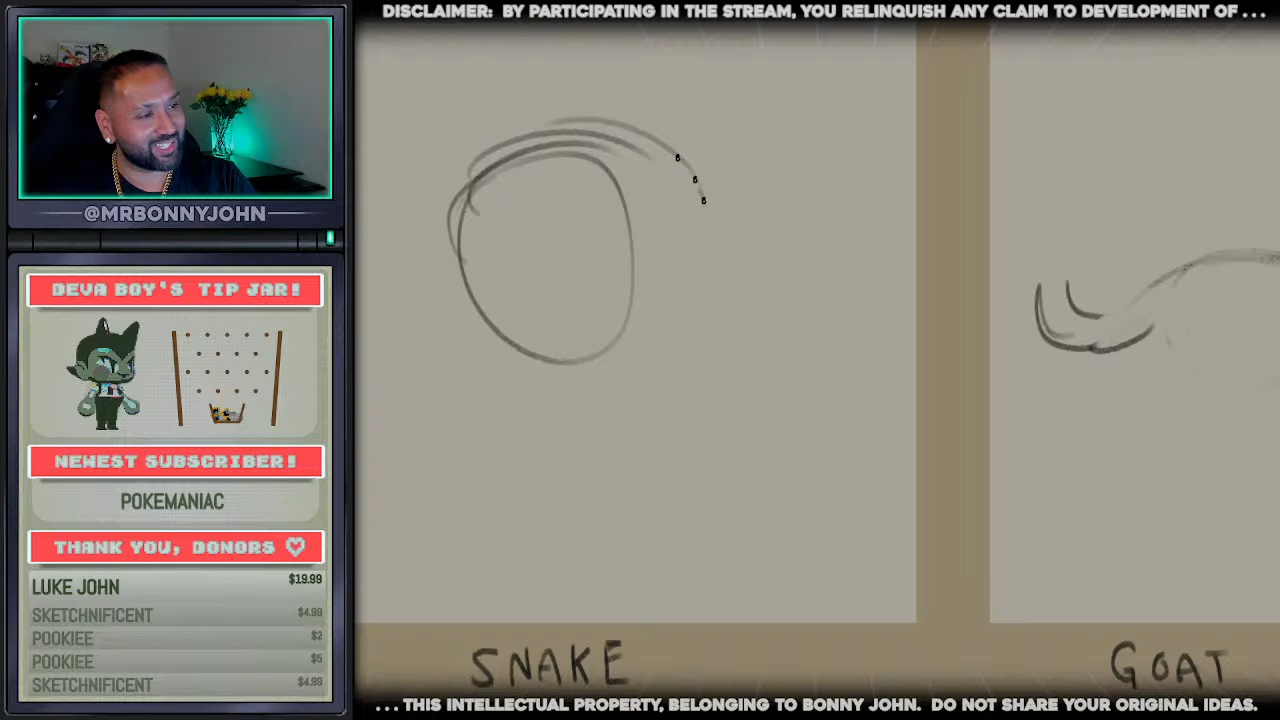 DISCLAIMER: BY PARTICIPATING IN THE STREAM, YOU RELINQUISH ANY CLAIM TO DEVELOPMENT OF . . .
@MRBONNYJOHN
DEVA BOY'S TIP JAR!
NEWEST SUBSCRIBER!
POKEMANIAC
THANK YOU, DONORS
LUKE JOHN $19.99
SKETCHNIFICENT $4.99
POOKIEE $2
POOKIEE $5
SKETCHNIFICENT $4.99
SNAKE
GOAT
. . . THIS INTELLECTUAL PROPERTY, BELONGING TO BONNY JOHN. DO NOT SHARE YOUR ORIGINAL IDEAS.